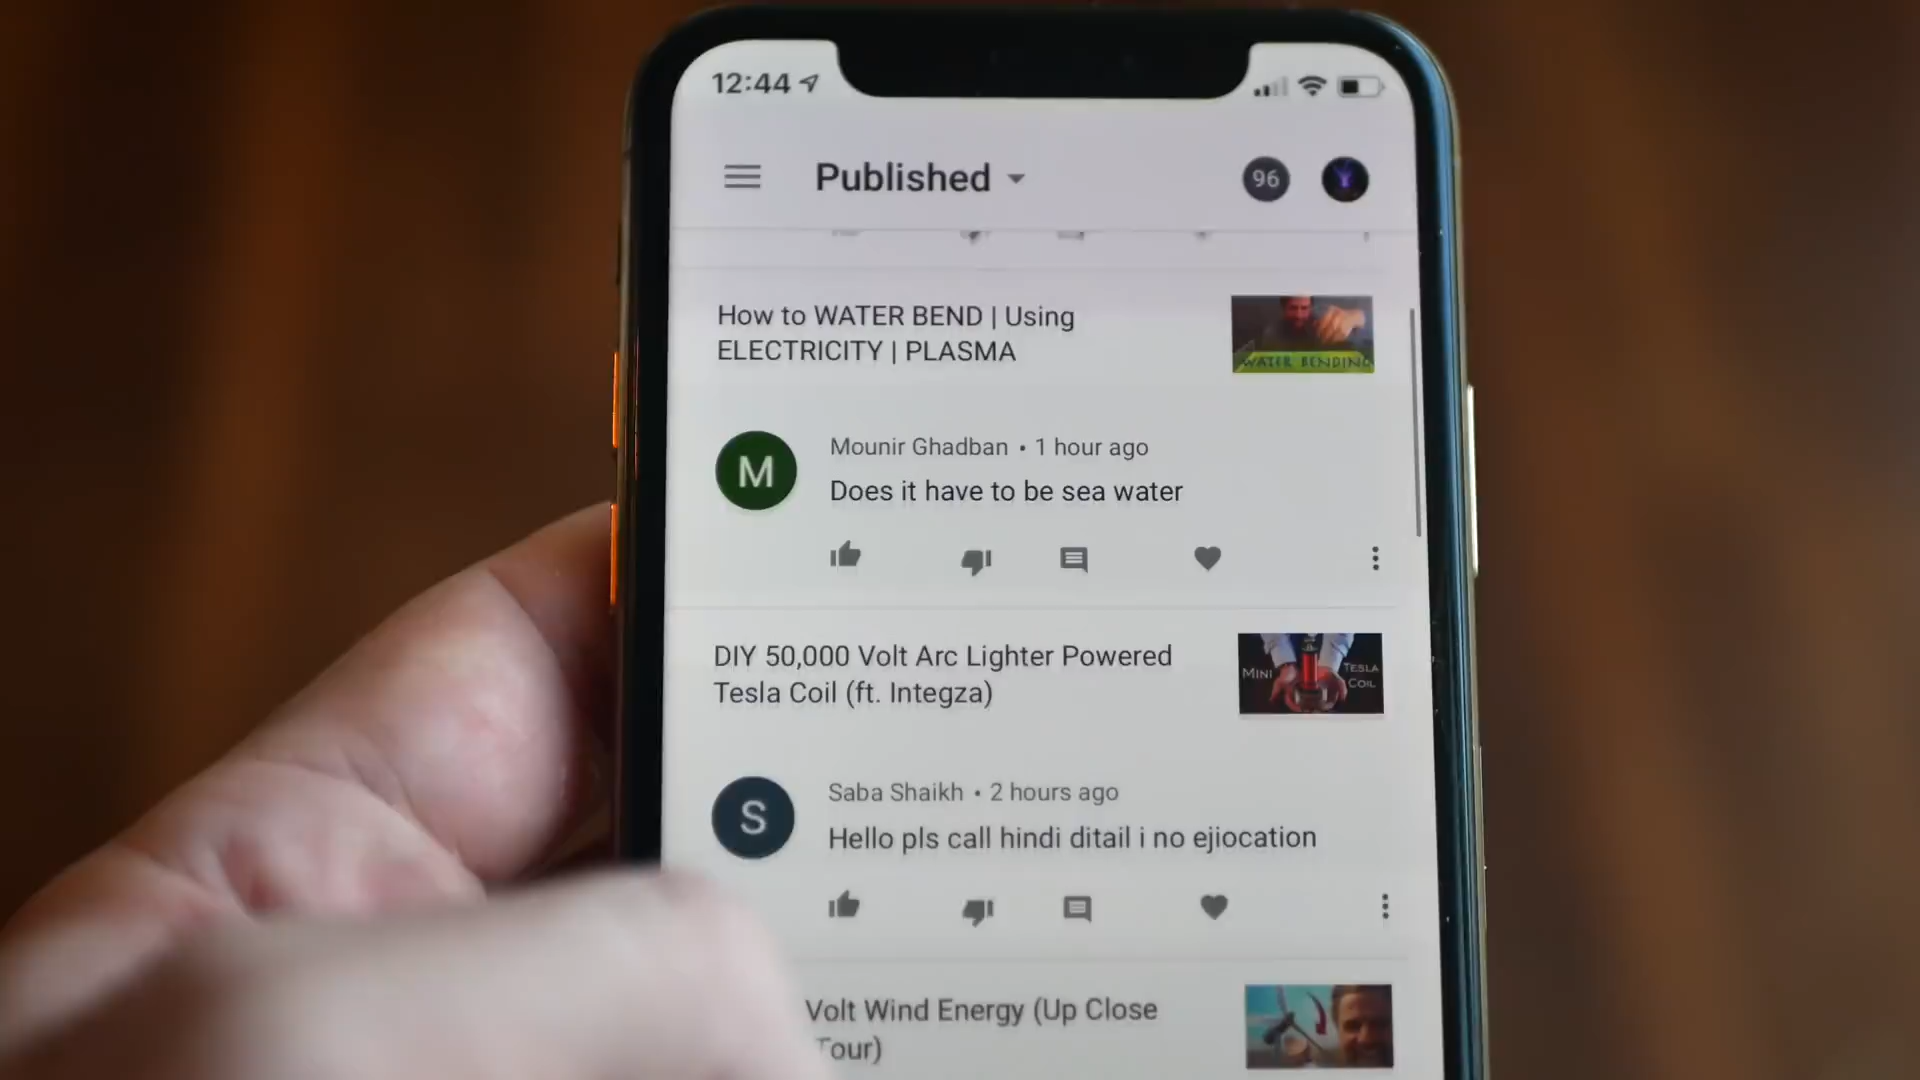 12:44
Published
96
How to WATER BEND | Using
ELECTRICITY | PLASMA
WATER BENDING
Mounir Ghadban • 1 hour ago
M
Does it have to be sea water
DIY 50,000 Volt Arc Lighter Powered
Tesla Coil (ft. Integza)
MINI TESLA
COIL
Saba Shaikh • 2 hours ago
S
Hello pls call hindi ditail i no ejiocation
Volt Wind Energy (Up Close
Tour)